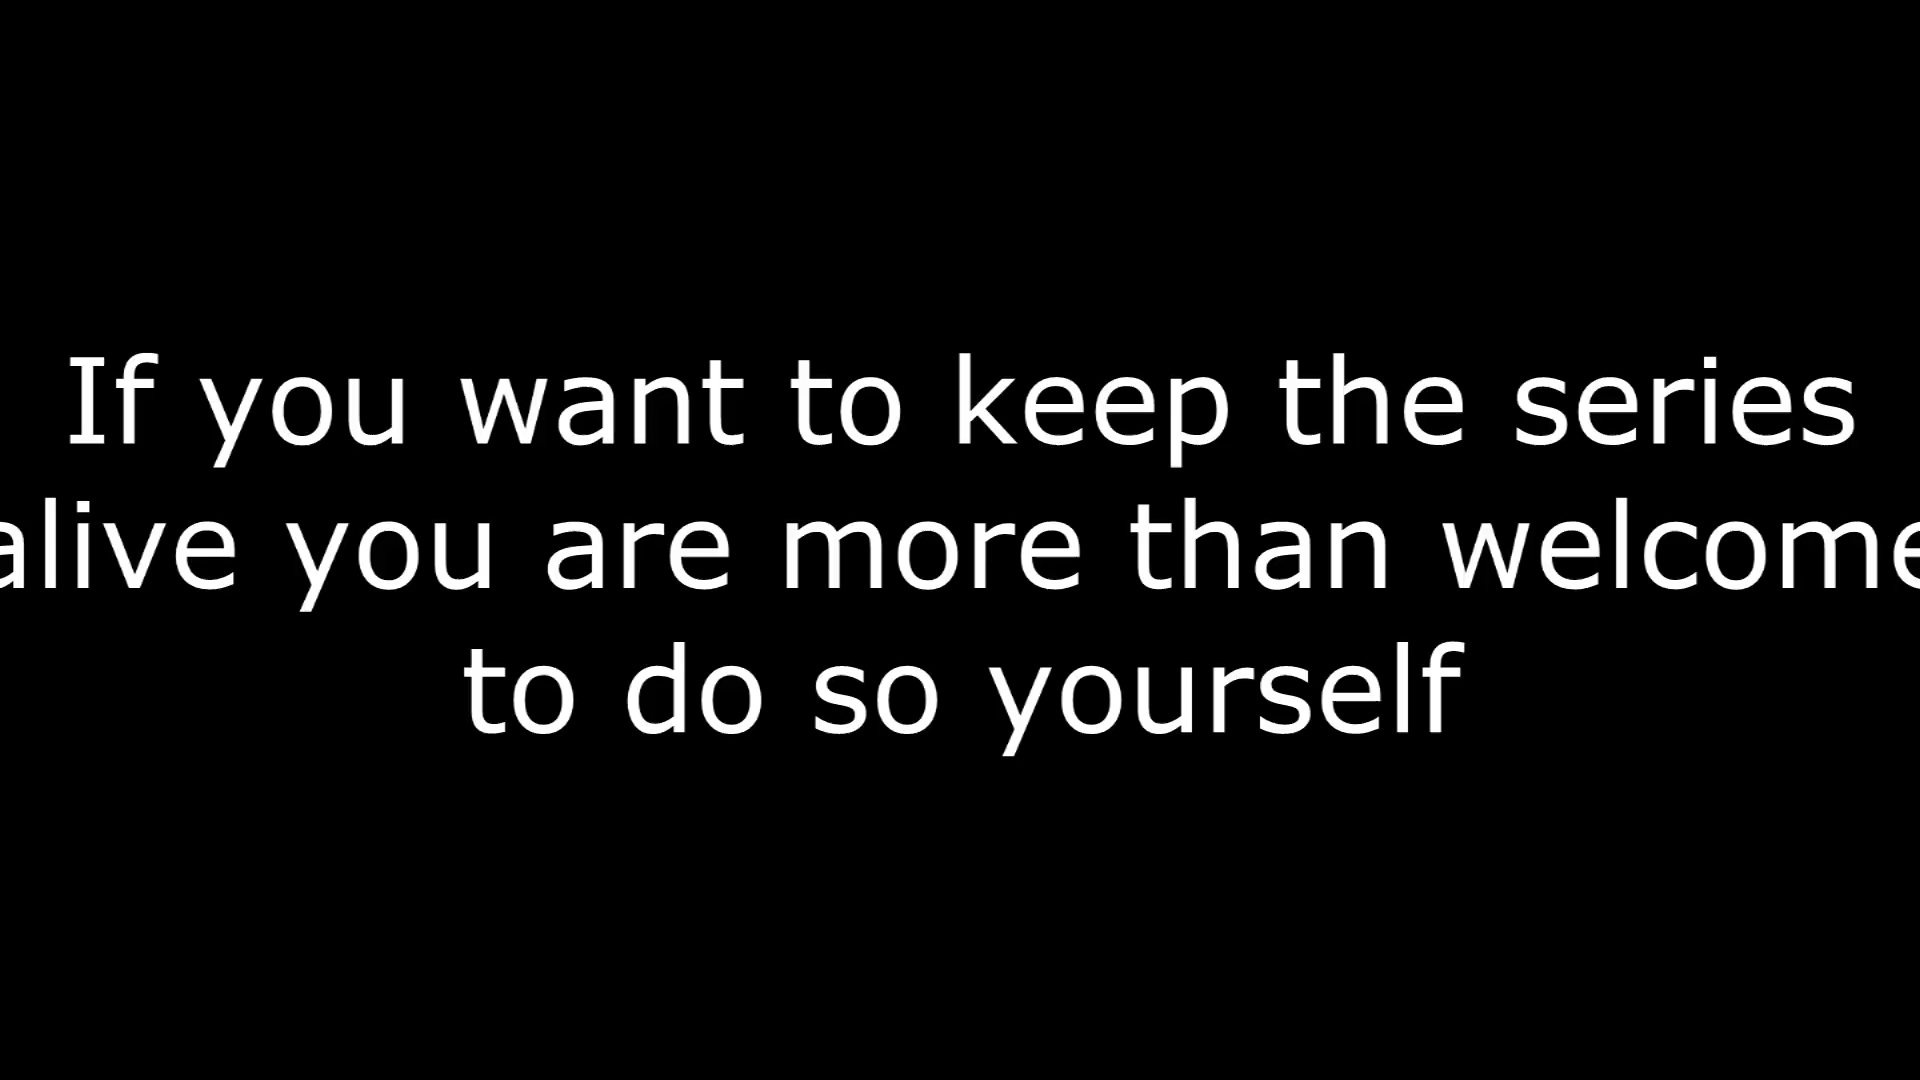 If you want to keep the series
alive you are more than welcome
to do so yourself